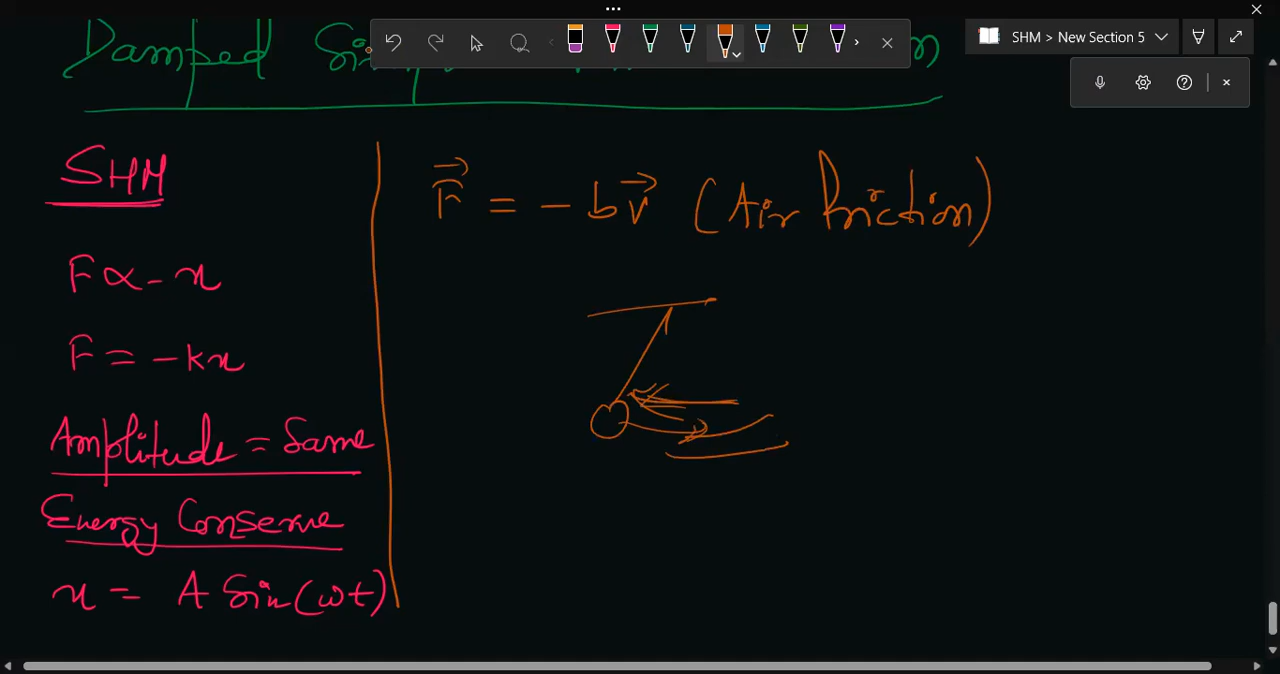 SHM > New Section 5
Damped
SHM
F ∝ - x
F = - kx
Amplitude = Same
Energy Conserve
x = A Sin(ωt)
F⃗ = - bv⃗ (Air friction)